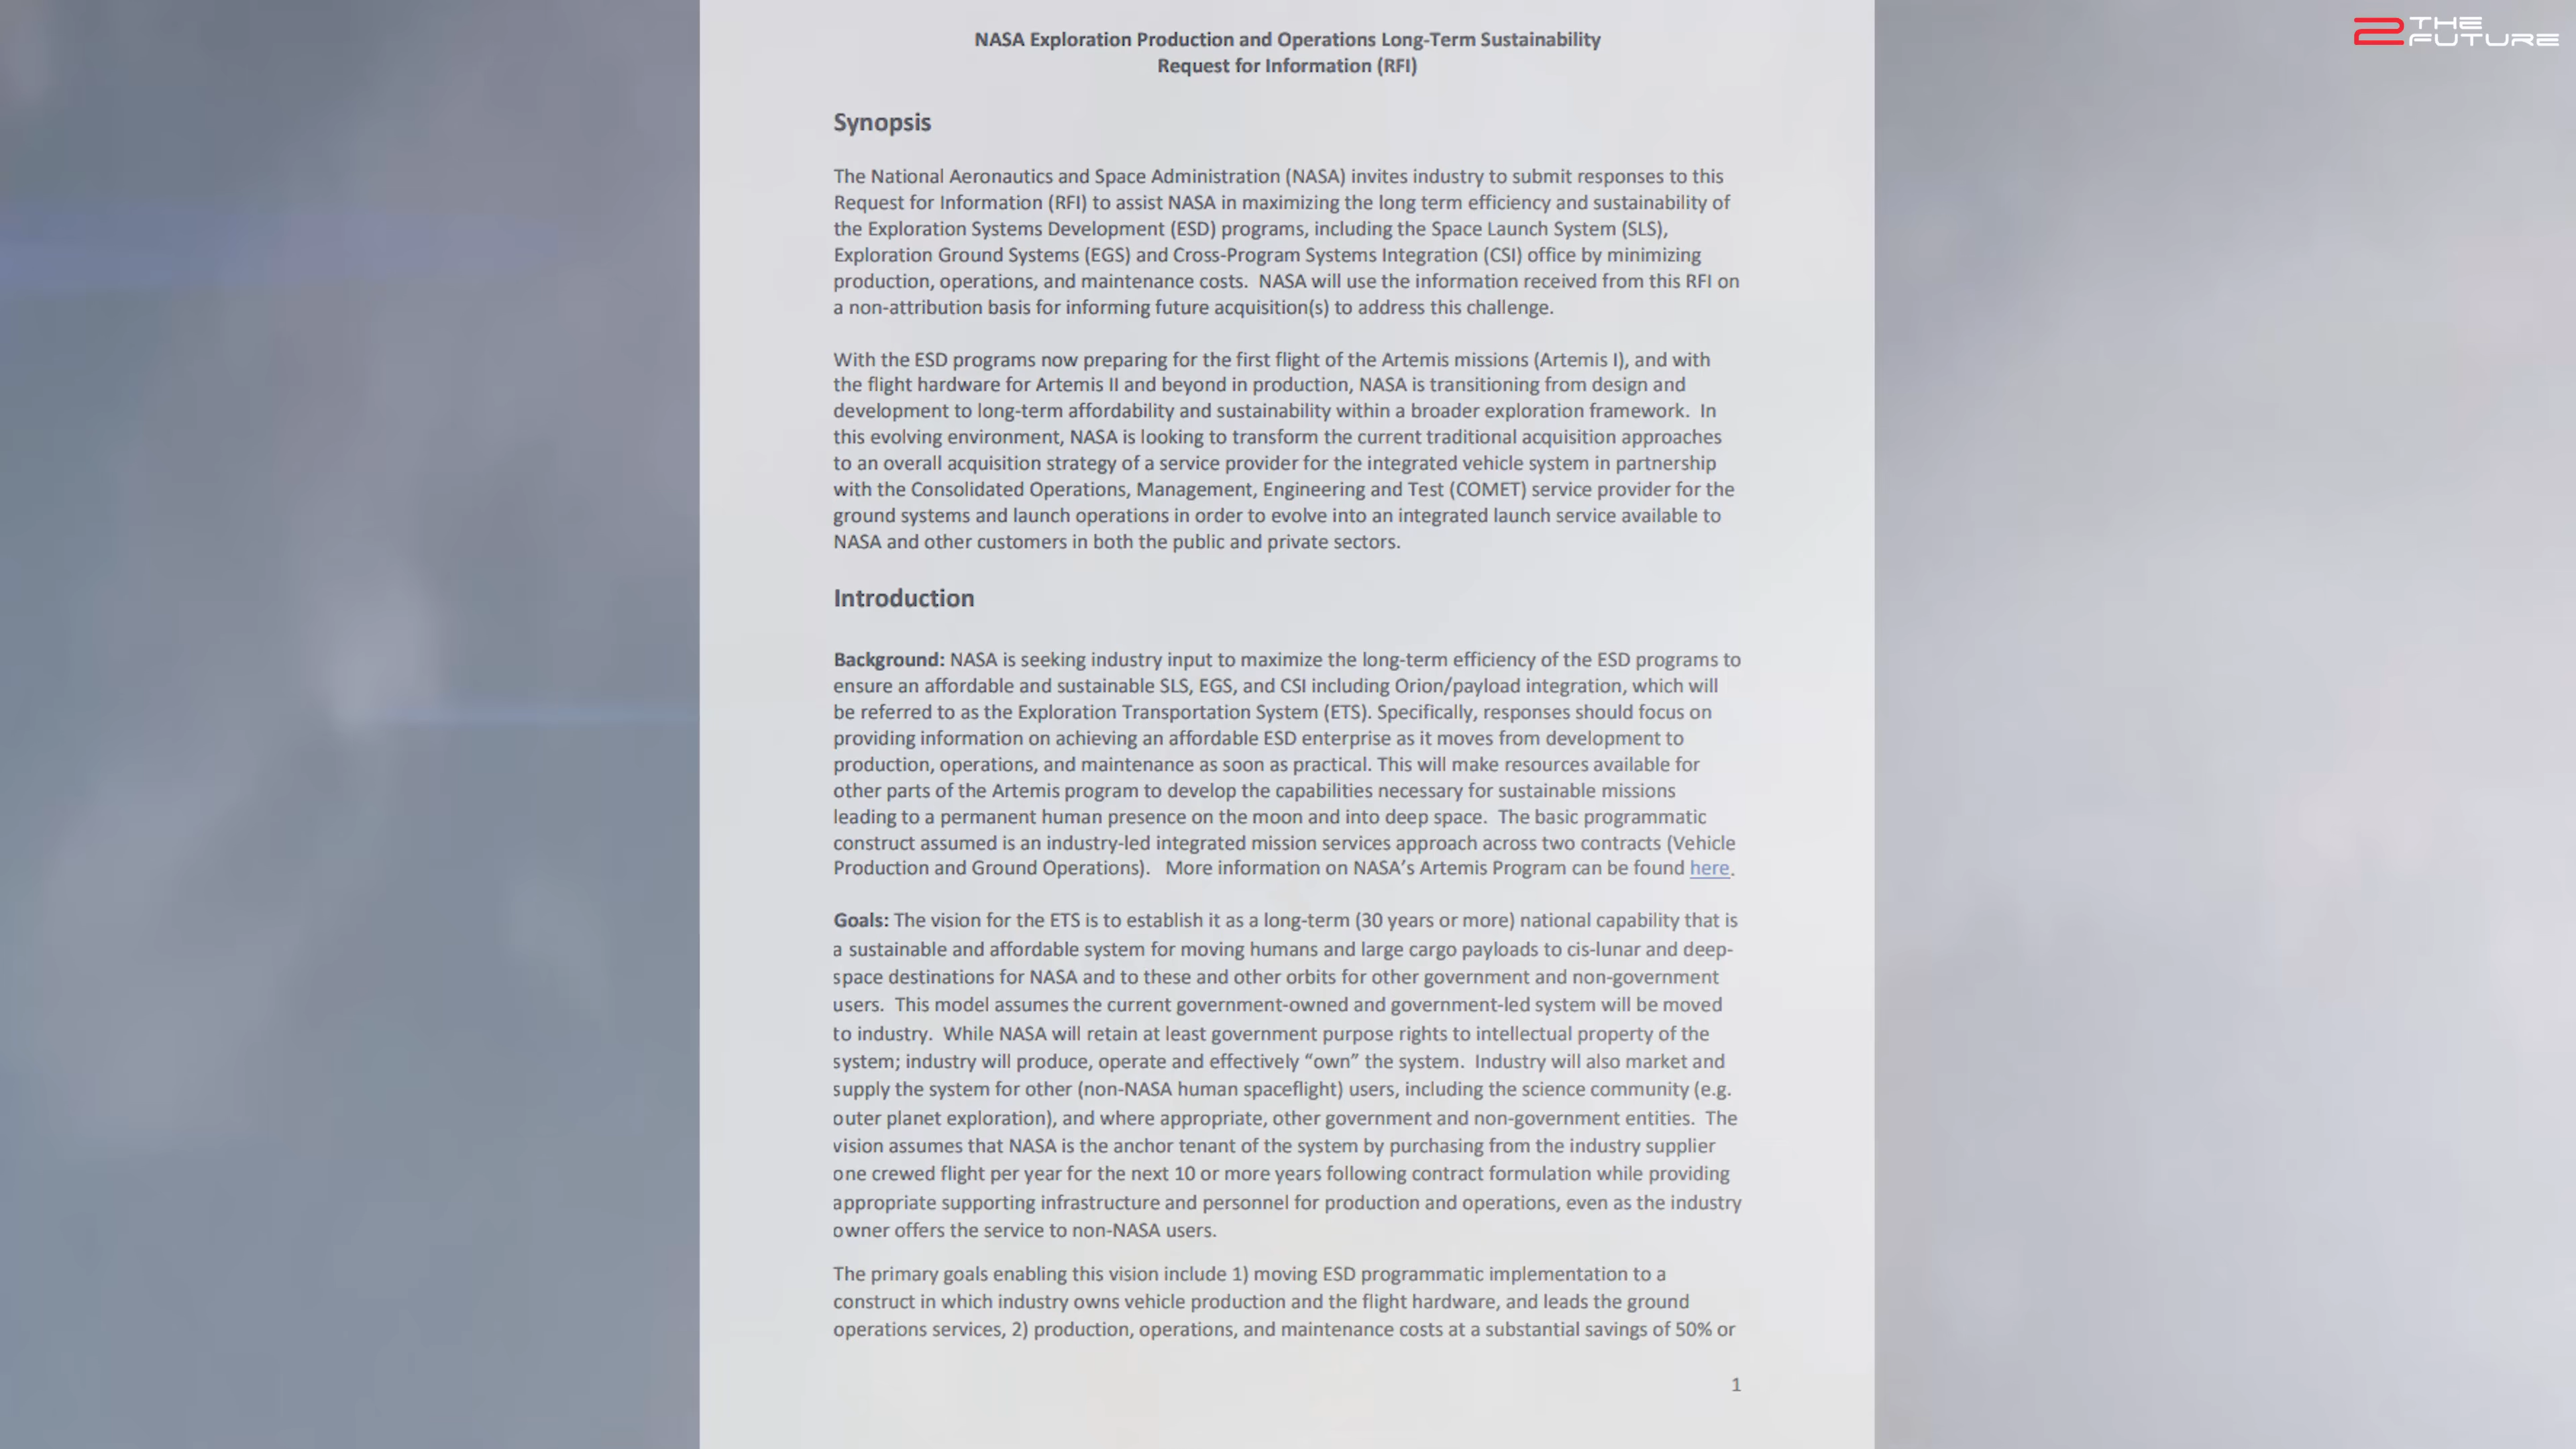 2 THE FUTURE
NASA Exploration Production and Operations Long-Term Sustainability
Request for Information (RFI)
Synopsis
The National Aeronautics and Space Administration (NASA) invites industry to submit responses to this
Request for Information (RFI) to assist NASA in maximizing the long term efficiency and sustainability of
the Exploration Systems Development (ESD) programs, including the Space Launch System (SLS),
Exploration Ground Systems (EGS) and Cross-Program Systems Integration (CSI) office by minimizing
production, operations, and maintenance costs.  NASA will use the information received from this RFI on
a non-attribution basis for informing future acquisition(s) to address this challenge.
With the ESD programs now preparing for the first flight of the Artemis missions (Artemis I), and with
the flight hardware for Artemis II and beyond in production, NASA is transitioning from design and
development to long-term affordability and sustainability within a broader exploration framework.  In
this evolving environment, NASA is looking to transform the current traditional acquisition approaches
to an overall acquisition strategy of a service provider for the integrated vehicle system in partnership
with the Consolidated Operations, Management, Engineering and Test (COMET) service provider for the
ground systems and launch operations in order to evolve into an integrated launch service available to
NASA and other customers in both the public and private sectors.
Introduction
Background: NASA is seeking industry input to maximize the long-term efficiency of the ESD programs to
ensure an affordable and sustainable SLS, EGS, and CSI including Orion/payload integration, which will
be referred to as the Exploration Transportation System (ETS). Specifically, responses should focus on
providing information on achieving an affordable ESD enterprise as it moves from development to
production, operations, and maintenance as soon as practical. This will make resources available for
other parts of the Artemis program to develop the capabilities necessary for sustainable missions
leading to a permanent human presence on the moon and into deep space.  The basic programmatic
construct assumed is an industry-led integrated mission services approach across two contracts (Vehicle
Production and Ground Operations).   More information on NASA’s Artemis Program can be found here.
Goals: The vision for the ETS is to establish it as a long-term (30 years or more) national capability that is
a sustainable and affordable system for moving humans and large cargo payloads to cis-lunar and deep-
space destinations for NASA and to these and other orbits for other government and non-government
users.  This model assumes the current government-owned and government-led system will be moved
to industry.  While NASA will retain at least government purpose rights to intellectual property of the
system; industry will produce, operate and effectively “own” the system.  Industry will also market and
supply the system for other (non-NASA human spaceflight) users, including the science community (e.g.
outer planet exploration), and where appropriate, other government and non-government entities.  The
vision assumes that NASA is the anchor tenant of the system by purchasing from the industry supplier
one crewed flight per year for the next 10 or more years following contract formulation while providing
appropriate supporting infrastructure and personnel for production and operations, even as the industry
owner offers the service to non-NASA users.
The primary goals enabling this vision include 1) moving ESD programmatic implementation to a
construct in which industry owns vehicle production and the flight hardware, and leads the ground
operations services, 2) production, operations, and maintenance costs at a substantial savings of 50% or
1